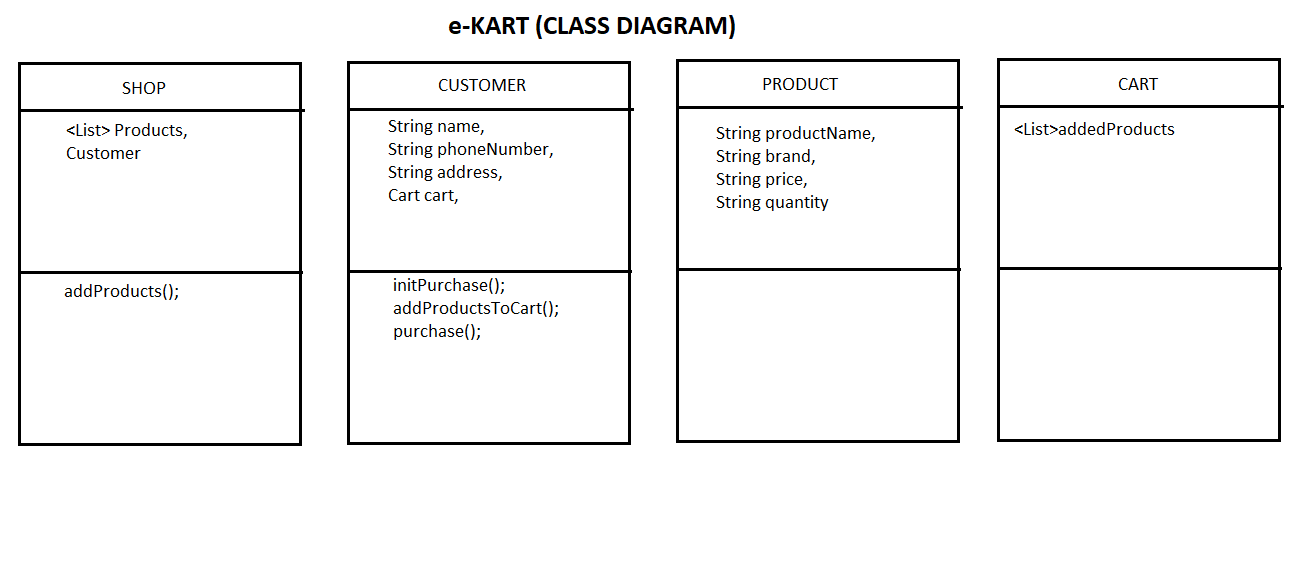 e-KART (CLASS DIAGRAM)
SHOP
<List> Products,
Customer
addProducts();
CUSTOMER
String name,
String phoneNumber,
String address,
Cart cart,
initPurchase();
addProductsToCart();
purchase();
PRODUCT
String productName,
String brand,
String price,
String quantity
CART
<List>addedProducts